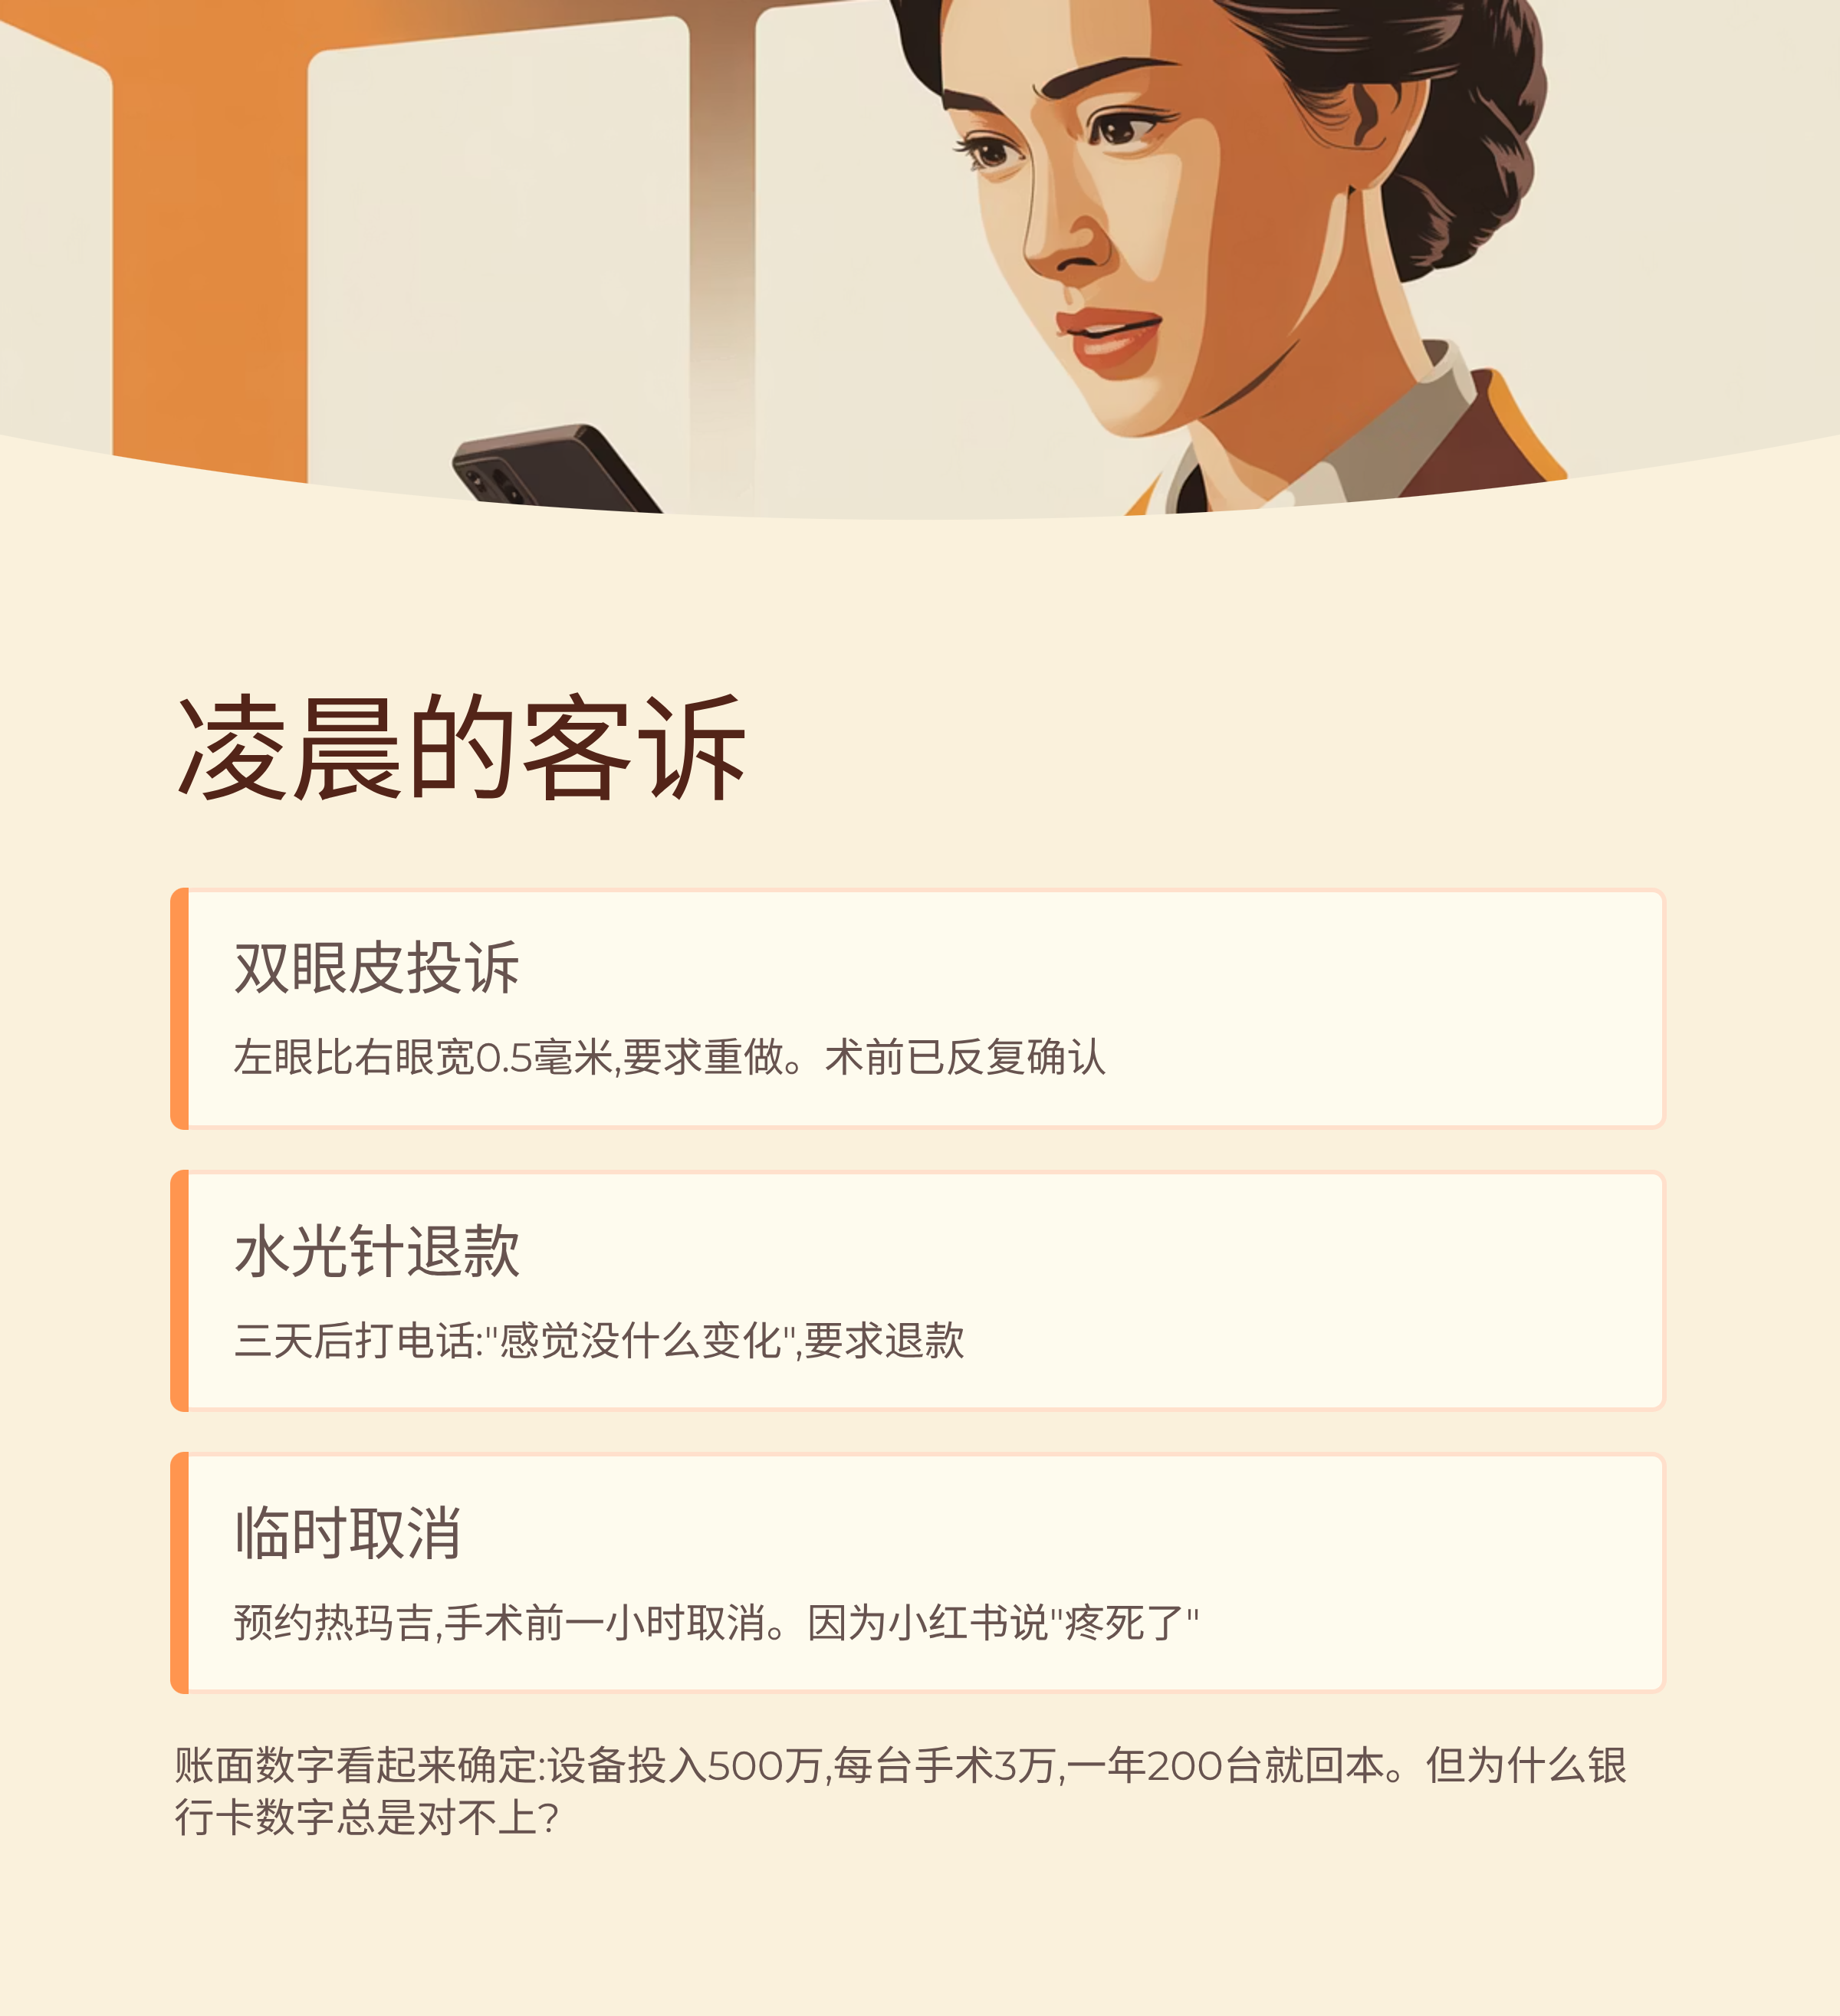 凌晨的客诉
双眼皮投诉
左眼比右眼宽0.5毫米,要求重做。术前已反复确认
水光针退款
三天后打电话:"感觉没什么变化",要求退款
临时取消
预约热玛吉,手术前一小时取消。因为小红书说"疼死了"
账面数字看起来确定:设备投入500万,每台手术3万,一年200台就回本。但为什么银
行卡数字总是对不上?